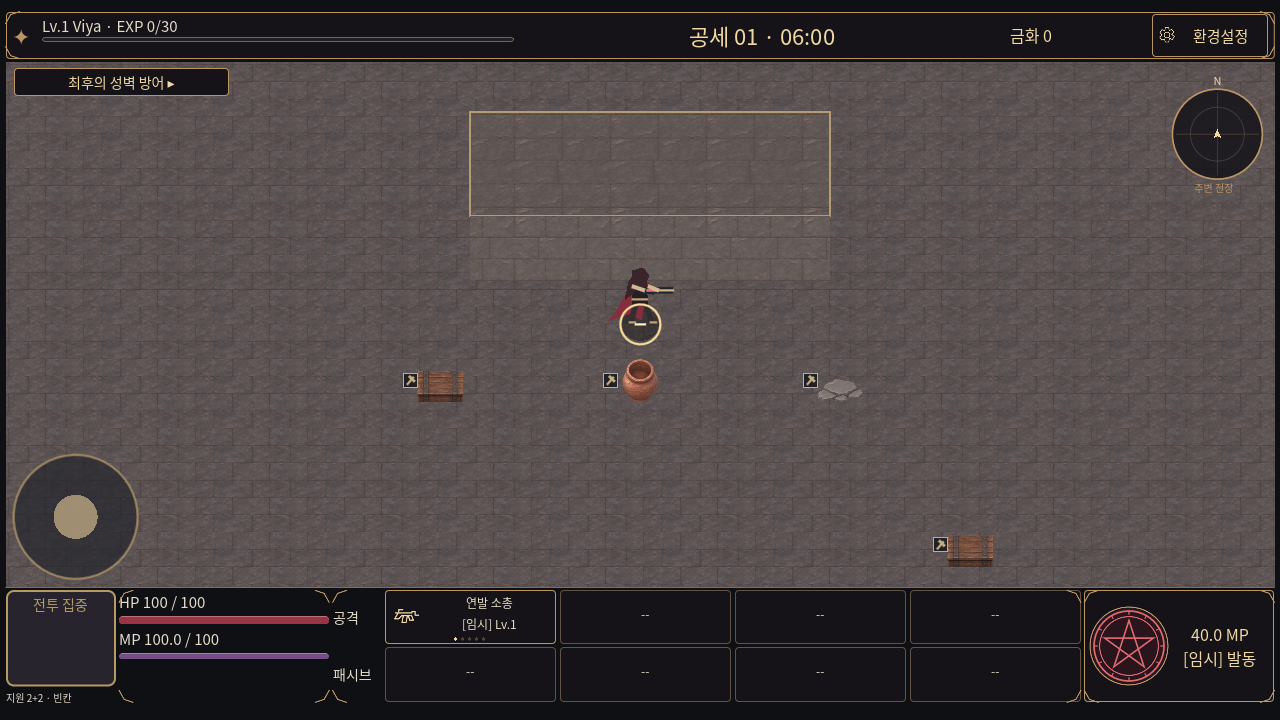 Lv.1 Viya · EXP 0/30
공세 01 · 06:00
금화 0
환경설정
최후의 성벽 방어 ▸
N
주변 전장
전투 집중
HP 100 / 100
MP 100.0 / 100
지원 2+2 · 빈칸
공격
패시브
연발 소총
[임시] Lv.1
--
--
--
--
--
--
--
40.0 MP
[임시] 발동